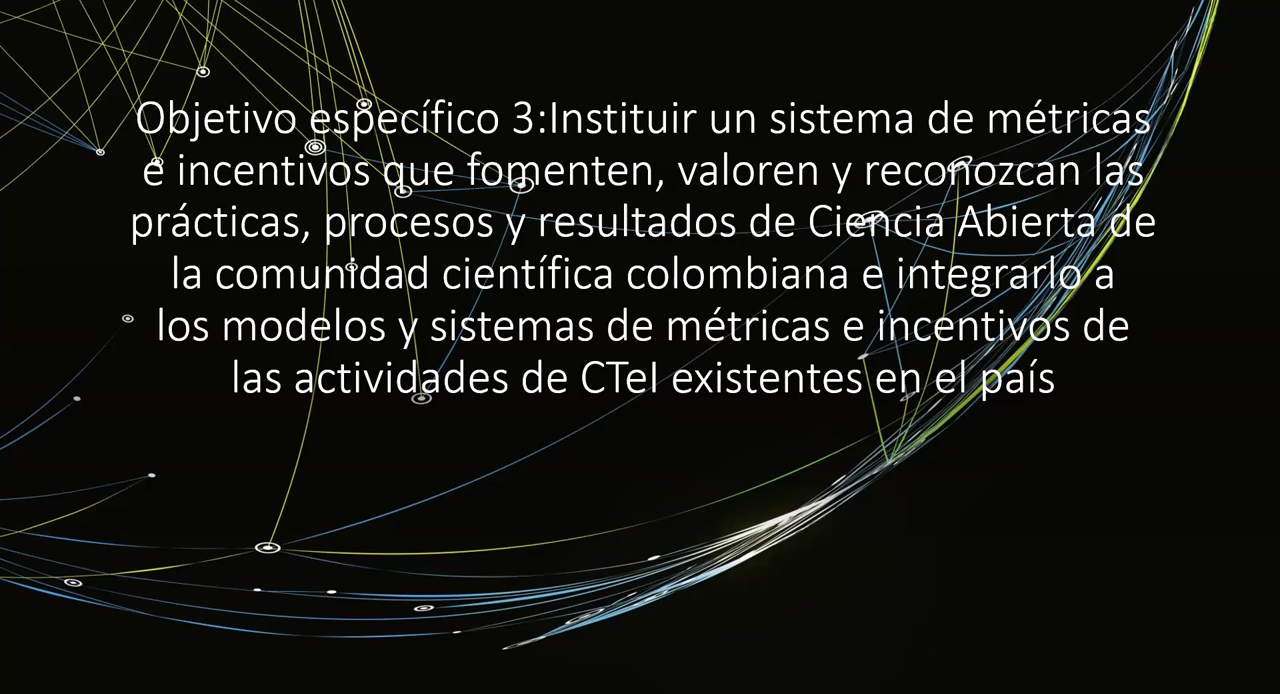 Objetivo específico 3:Instituir un sistema de métricas
e incentivos que fomenten, valoren y reconozcan las
prácticas, procesos y resultados de Ciencia Abierta de
la comunidad científica colombiana e integrarlo a
los modelos y sistemas de métricas e incentivos de
las actividades de CTeI existentes en el país